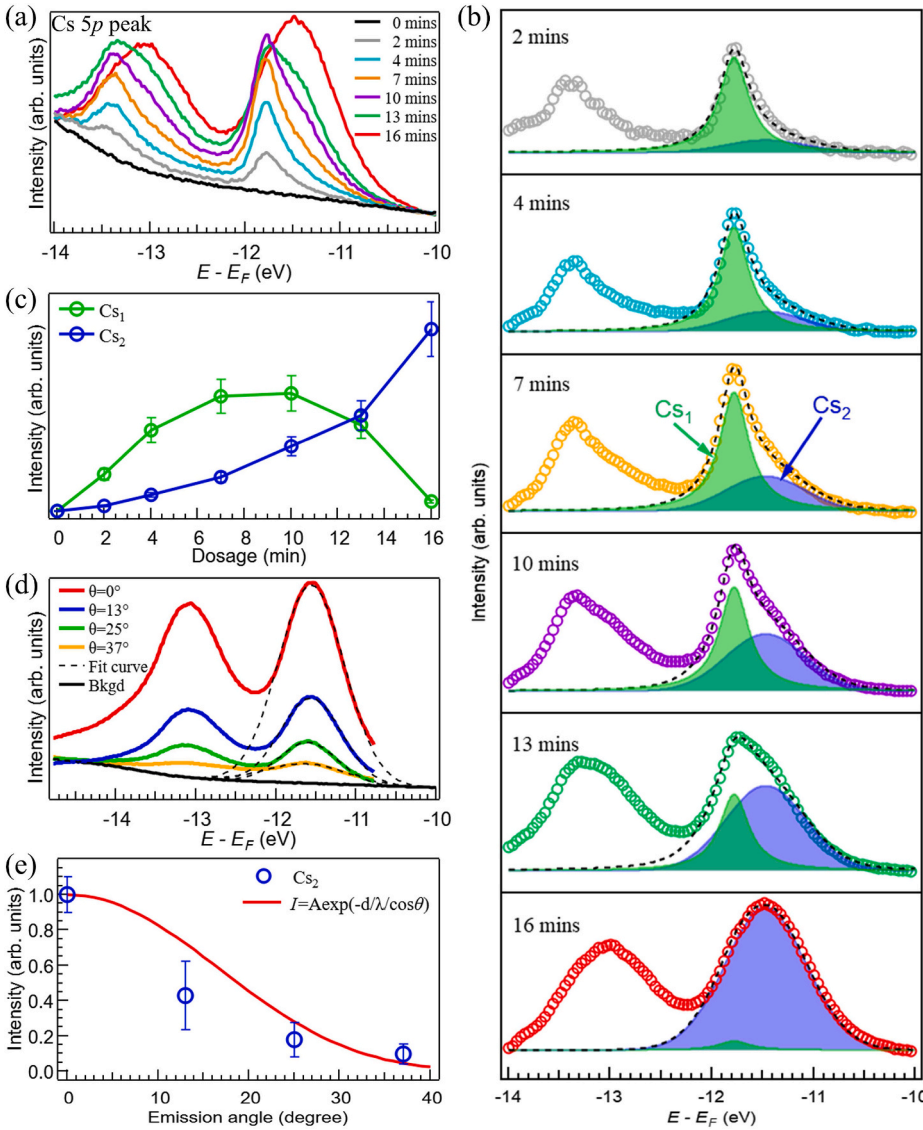 (a)
Cs 5p peak
0 mins
2 mins
4 mins
7 mins
10 mins
13 mins
16 mins
Intensity (arb. units)
-14 -13 -12 -11 -10
E - E_F (eV)
(c)
Cs₁
Cs₂
Intensity (arb. units)
0 2 4 6 8 10 12 14 16
Dosage (min)
(d)
θ=0°
θ=13°
θ=25°
θ=37°
Fit curve
Bkgd
Intensity (arb. units)
-14 -13 -12 -11 -10
E - E_F (eV)
(e)
Cs₂
I=Aexp(-d/λ/cosθ)
Intensity (arb. units)
1.0
0.8
0.6
0.4
0.2
0.0
0 10 20 30 40
Emission angle (degree)
(b)
2 mins
4 mins
7 mins
Cs₁
Cs₂
10 mins
13 mins
16 mins
Intensity (arb. units)
-14 -13 -12 -11 -10
E - E_F (eV)